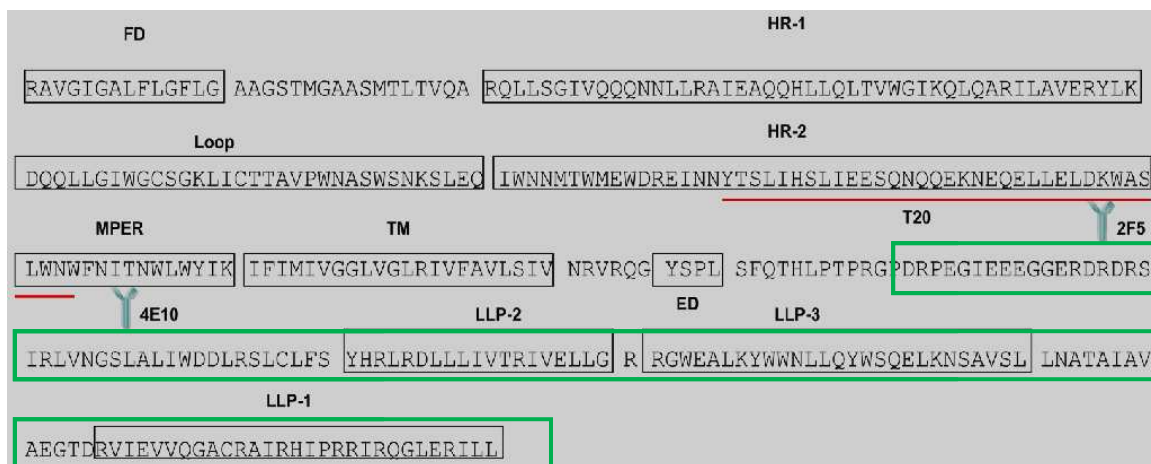 FD HR-1
RAVGIGALFLGFLG AAGSTMGAASMTLTVQA RQLLSGIVQQQNNLLRAIEAQQHLLQLTVWGIKQLQARILAVERYLK
Loop HR-2
DQQLLGIWGCSGKLICTTAVPWNASWSNKSLEQ IWNNMTWMEWDREINNYTSLIHSLIEESQNQQEKNEQELLELDKWAS
MPER TM T20 2F5
LWNWFNITNWLWYIK IFIMIVGGLVGLRIVFAVLSIV NRVRQG YSPL SFQTHLPTPRGPDRPEGIEEEGGERDRDRS
4E10 LLP-2 ED LLP-3
IRLVNGSLALIWDDLRSLCLFS YHRLRDLLLIVTRIVELLG R RGWEALKYWWNLLQYWSQELKNSAVSL LNATAIAV
LLP-1
AEGTDRVIEVVQGACRAIRHIPRRIRQGLERILL